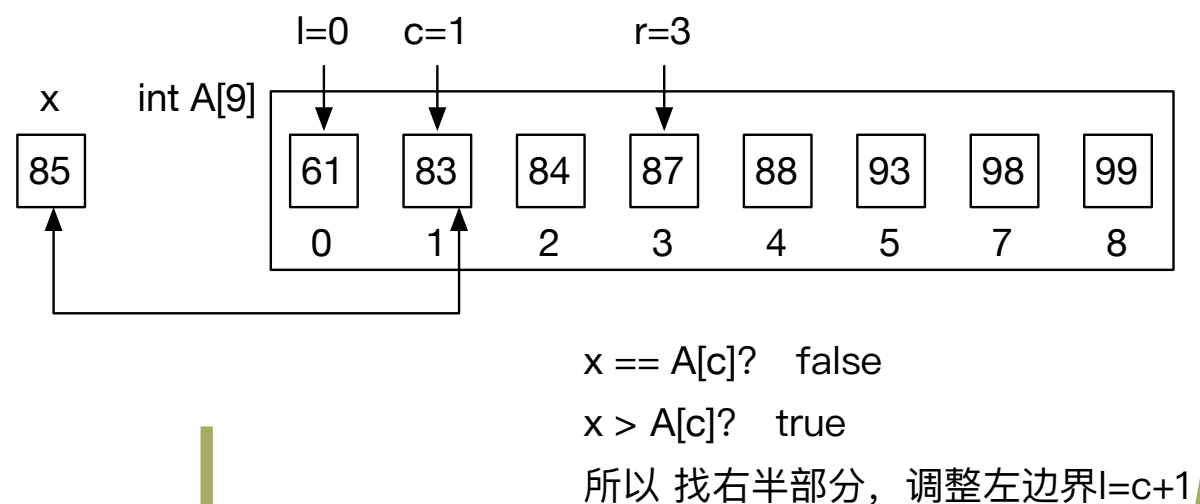 l=0 c=1 r=3
x int A[9]
85 61 83 84 87 88 93 98 99
0 1 2 3 4 5 7 8
x == A[c]? false
x > A[c]? true
所以 找右半部分，调整左边界l=c+1